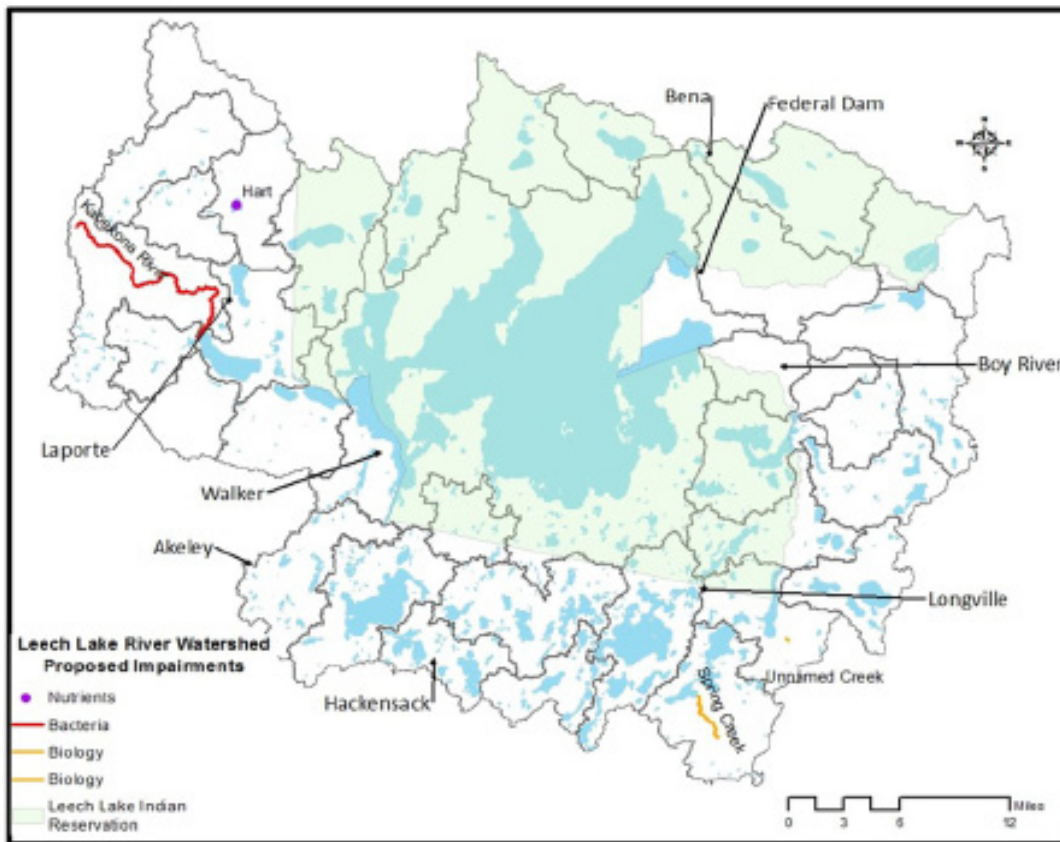 Bena
Federal Dam
Hart
Kabekona River
Boy River
Laporte
Walker
Akeley
Longville
Leech Lake River Watershed
Proposed Impairments
Nutrients
Bacteria
Biology
Biology
Leech Lake Indian
Reservation
Hackensack
Unnamed Creek
Spring Creek
Miles
0 3 6 12